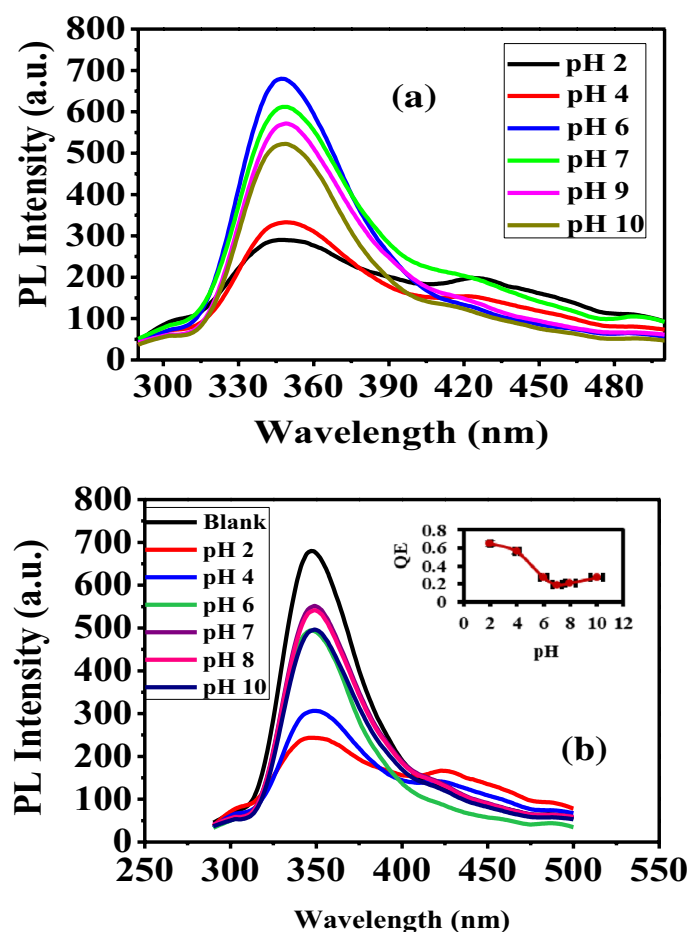 800
700
600
500
400
300
200
100
0
PL Intensity (a.u.)
(a)
pH 2
pH 4
pH 6
pH 7
pH 9
pH 10
300 330 360 390 420 450 480
Wavelength (nm)
800
700
600
500
400
300
200
100
0
PL Intensity (a.u.)
Blank
pH 2
pH 4
pH 6
pH 7
pH 8
pH 10
0.8
0.6
0.4
0.2
0
QE
0 2 4 6 8 10 12
pH
(b)
200 250 300 350 400 450 500 550
Wavelength (nm)